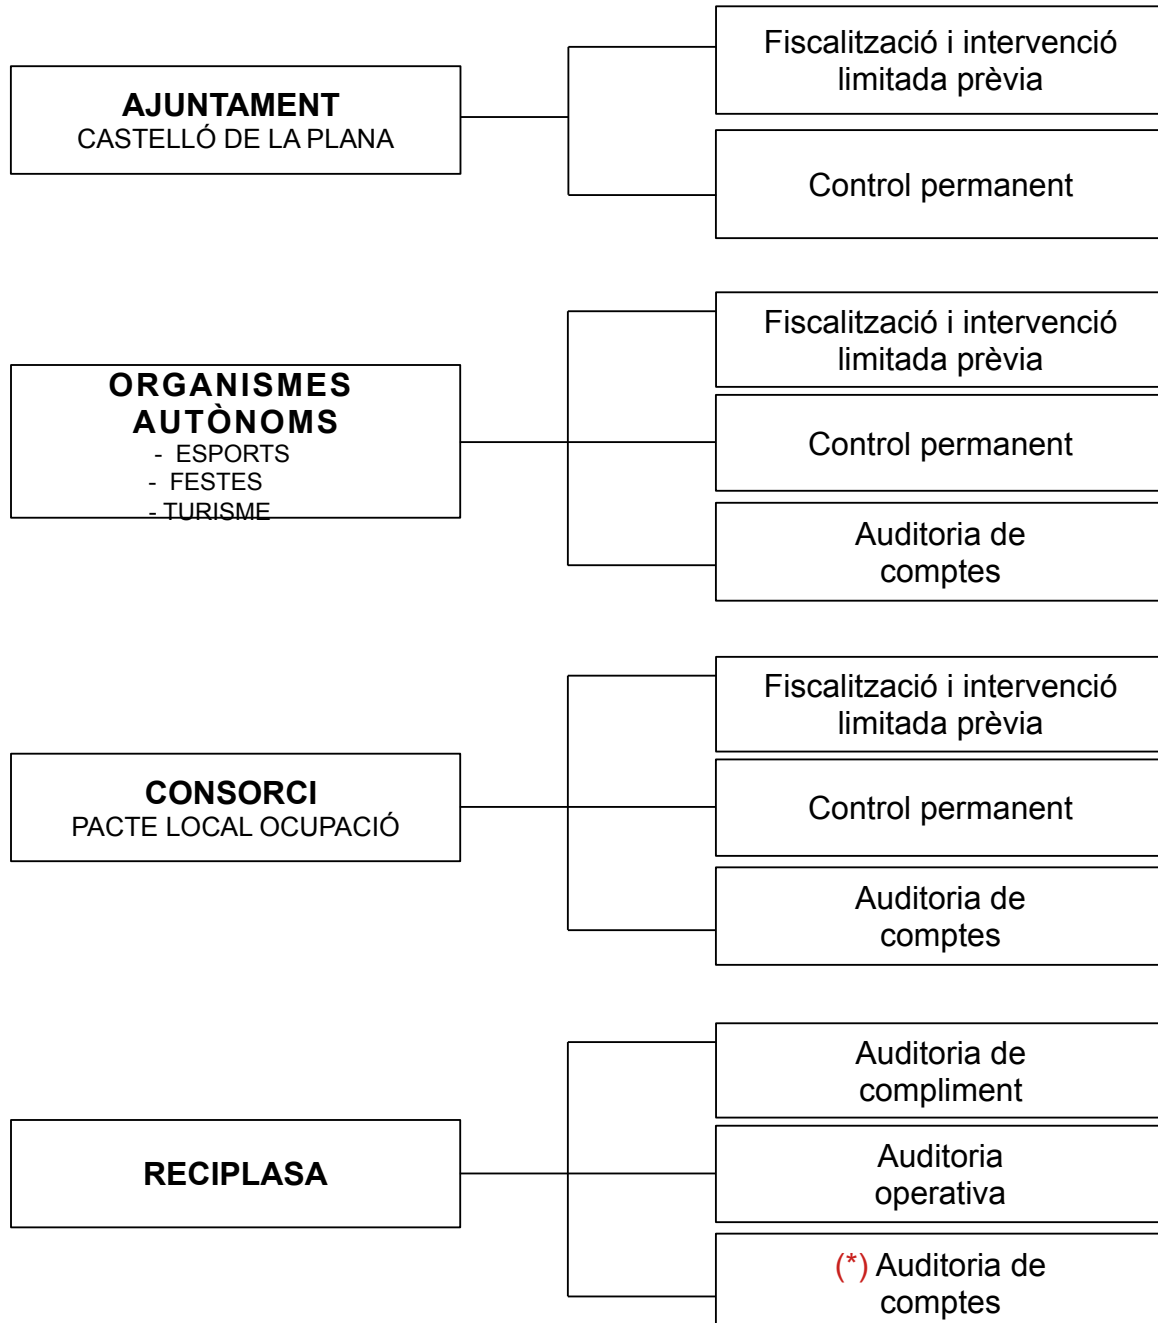 Fiscalització i intervenció
limitada prèvia
AJUNTAMENT
CASTELLÓ DE LA PLANA
Control permanent
Fiscalització i intervenció
limitada prèvia
ORGANISMES
AUTÒNOMS
- ESPORTS
- FESTES
- TURISME
Control permanent
Auditoria de
comptes
Fiscalització i intervenció
limitada prèvia
CONSORCI
PACTE LOCAL OCUPACIÓ
Control permanent
Auditoria de
comptes
Auditoria de
compliment
RECIPLASA
Auditoria
operativa
(*) Auditoria de
comptes